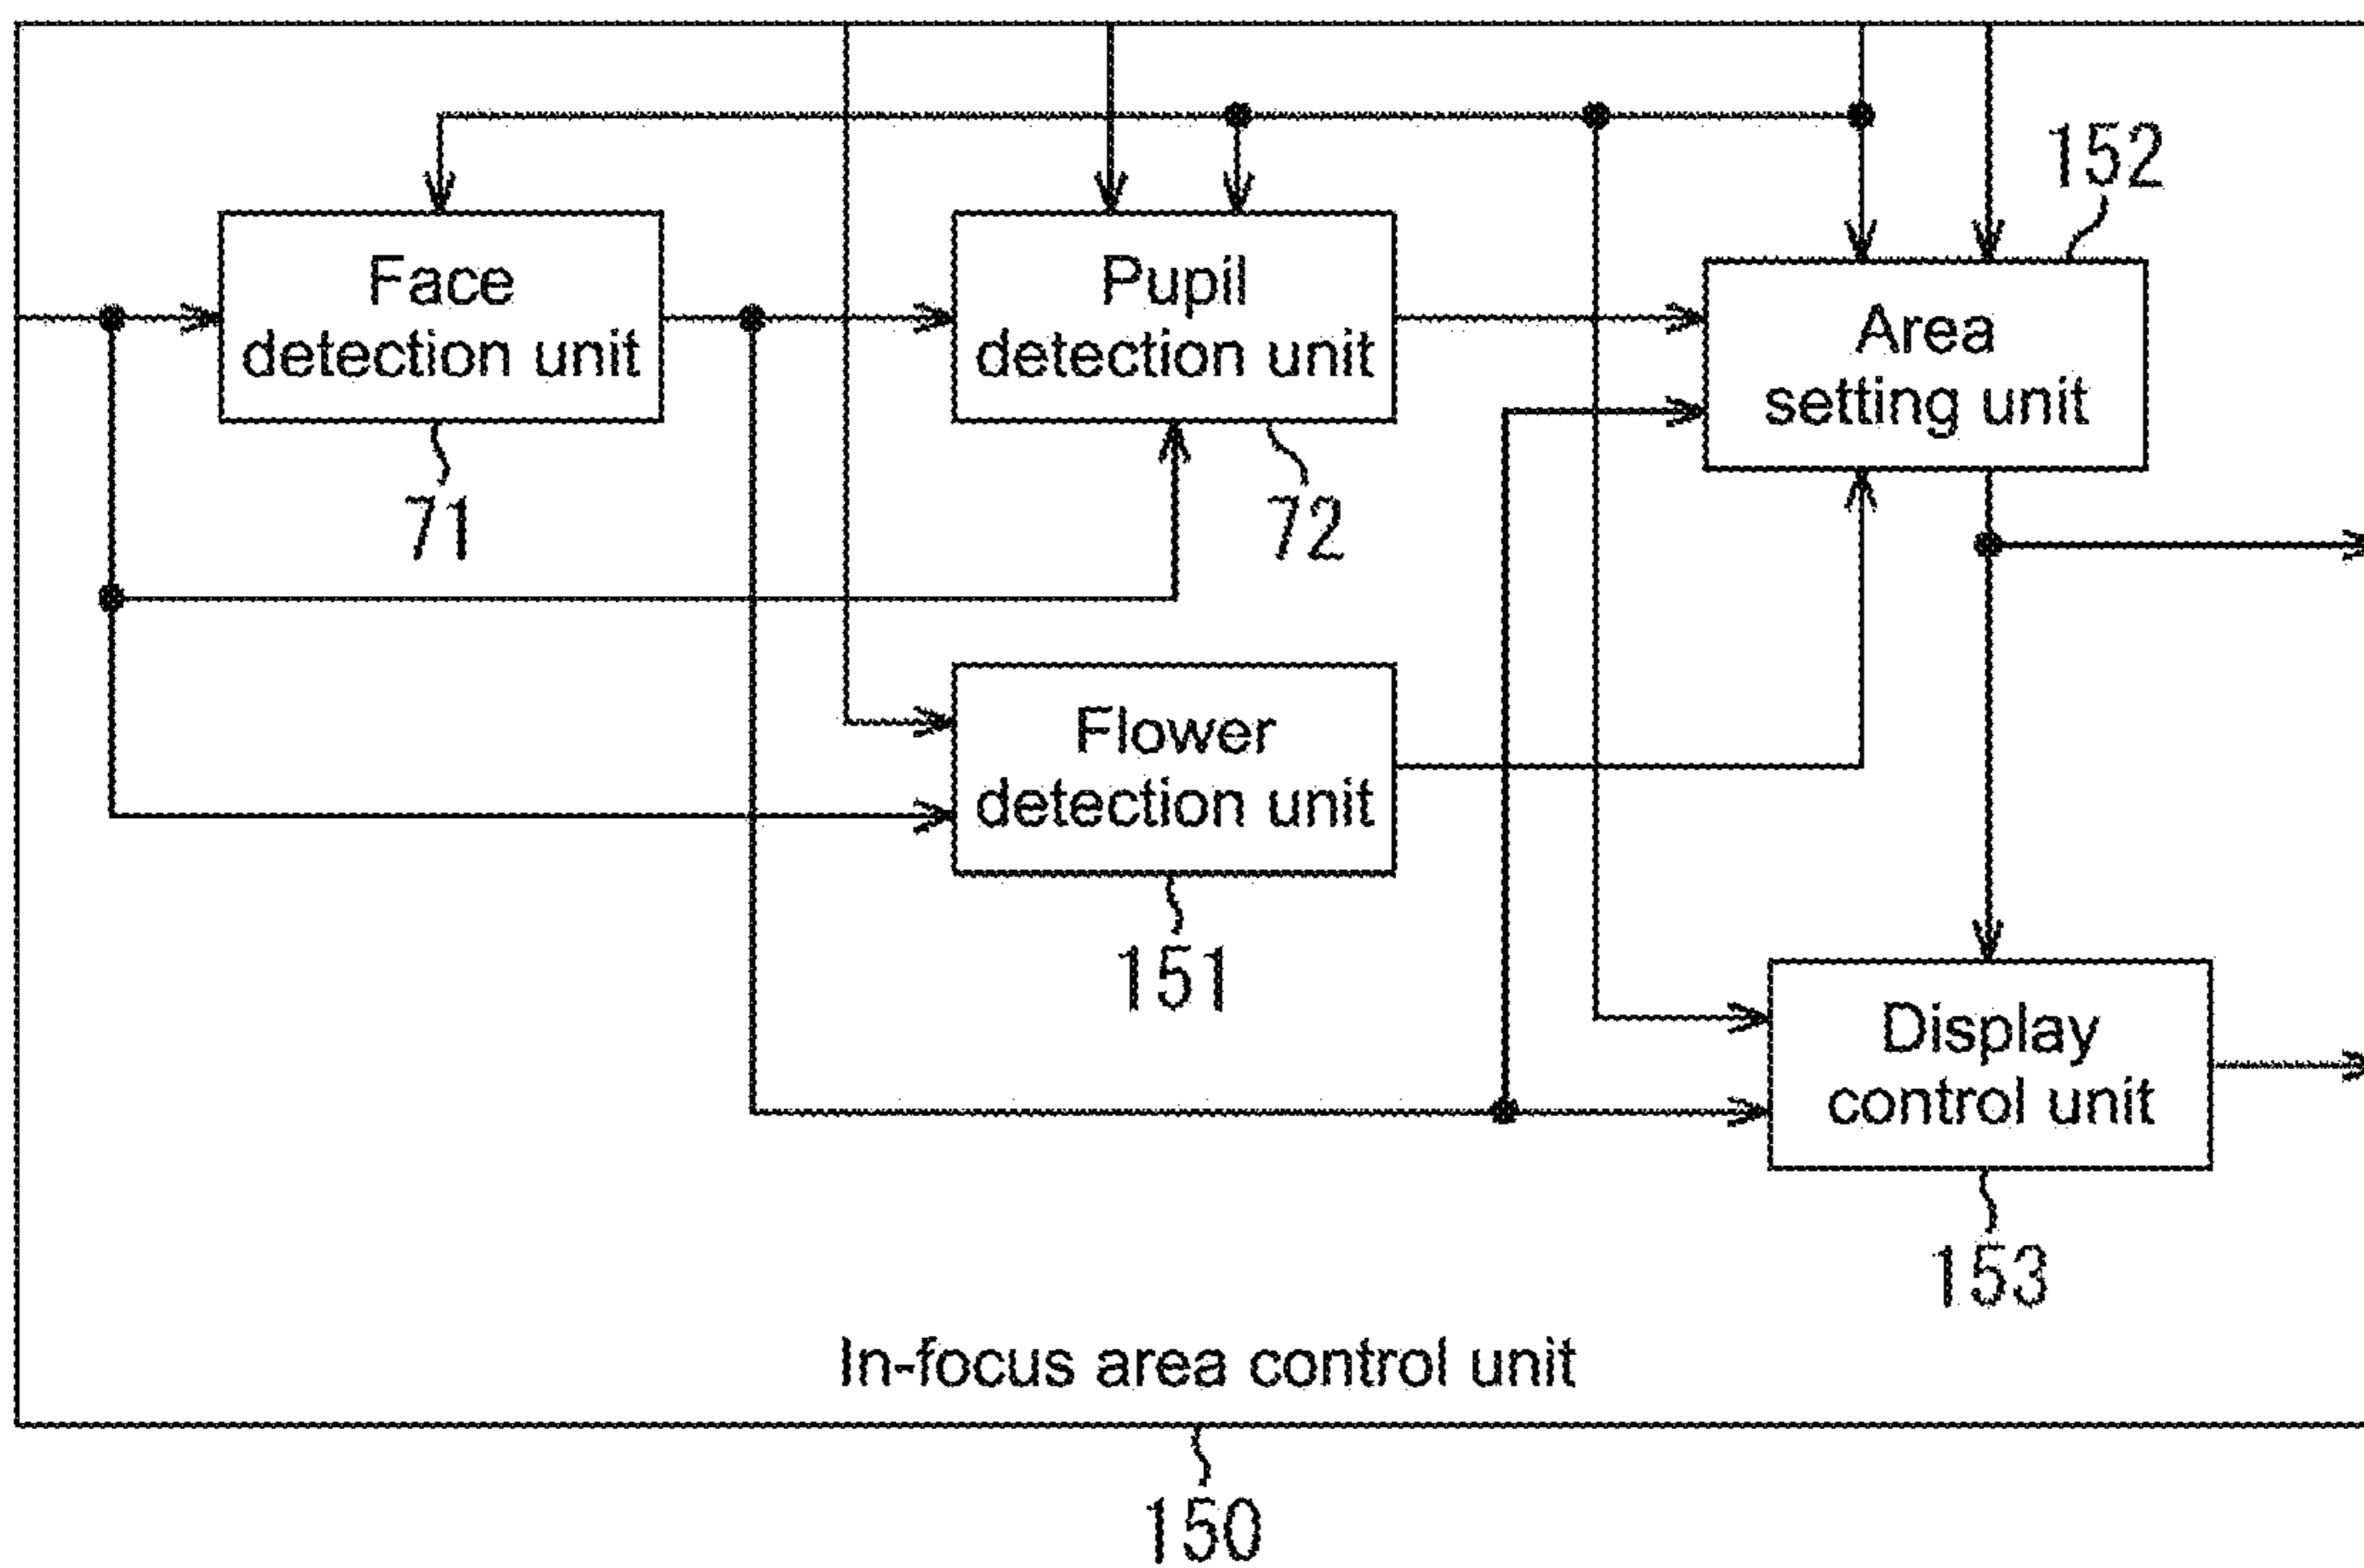 152
Face
detection unit
71
Pupil
detection unit
72
Area
setting unit
Flower
detection unit
151
Display
control unit
153
In-focus area control unit
150